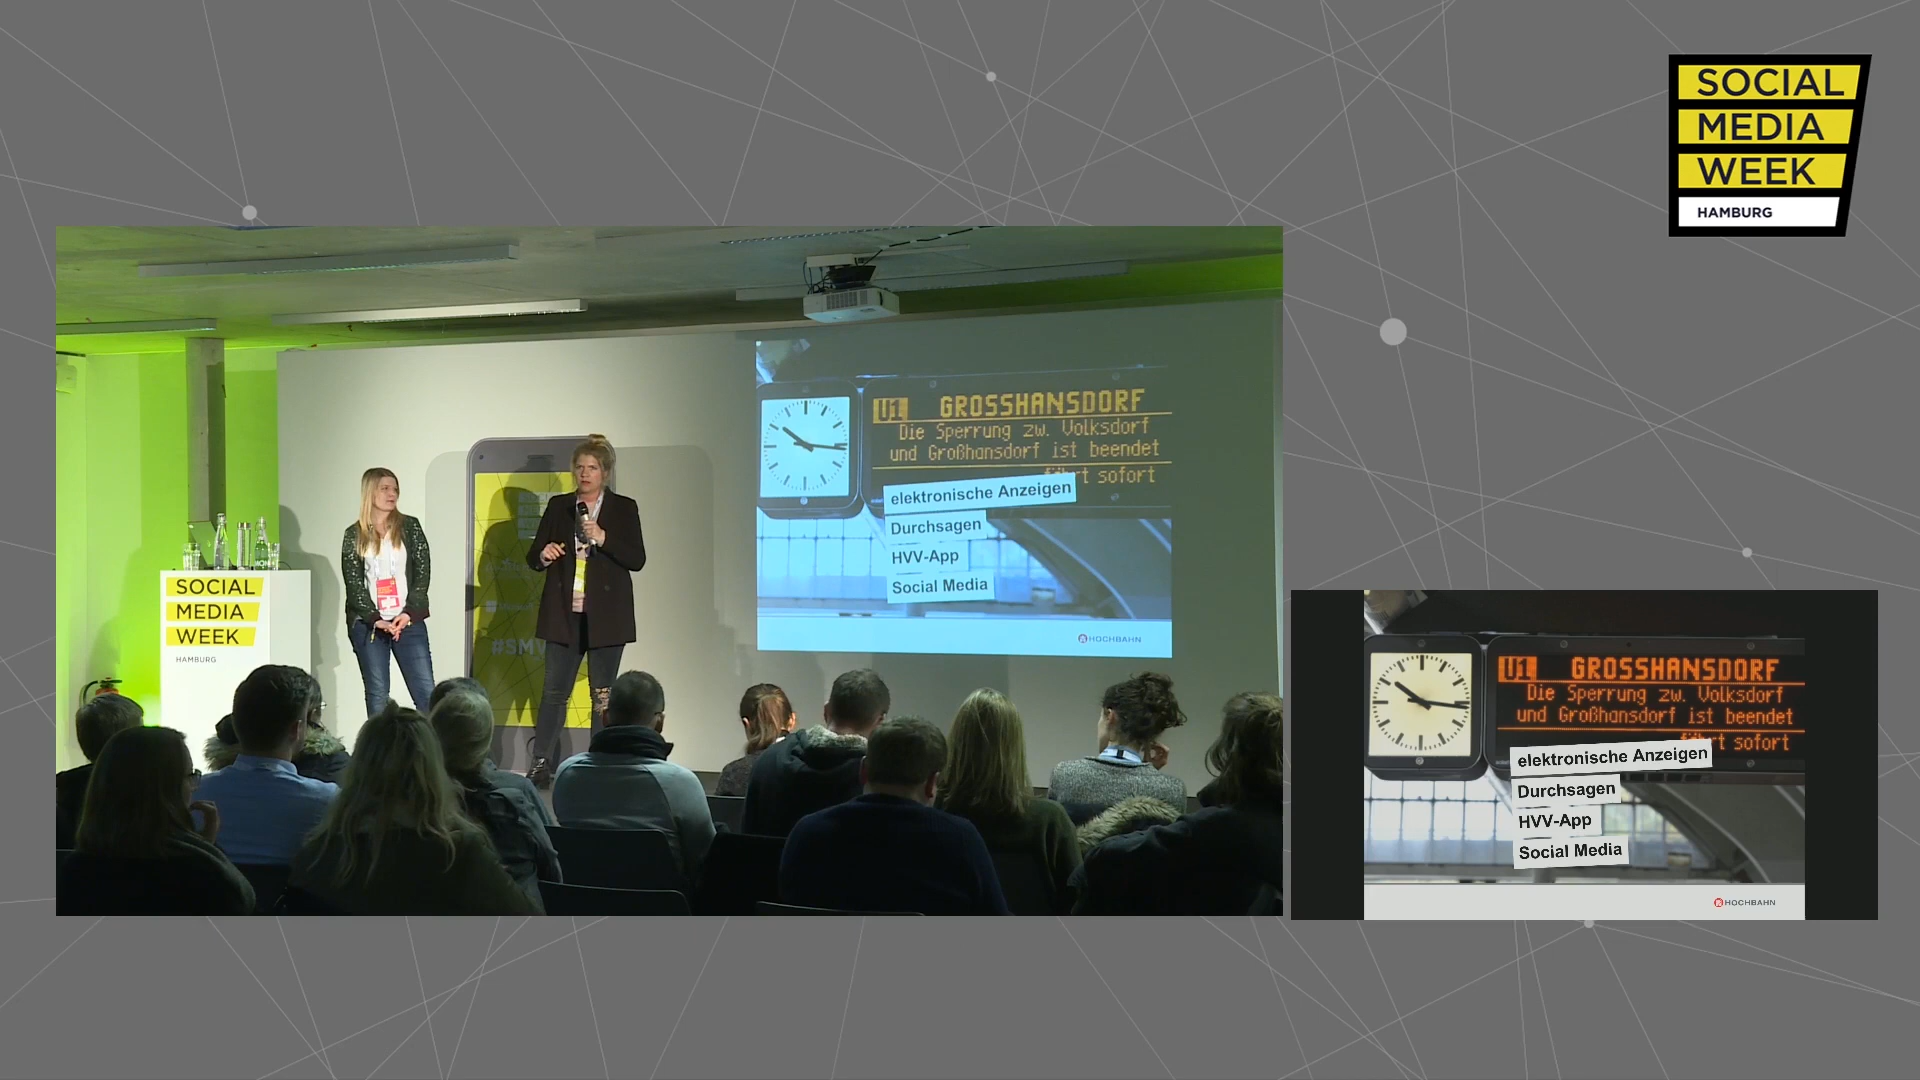 SOCIAL
MEDIA
WEEK
HAMBURG
U1 GROSSHANSDORF
Die Sperrung zw. Volksdorf
und Großhansdorf ist beendet
sofort
elektronische Anzeigen
Durchsagen
HVV-App
Social Media
HOCHBAHN
SOCIAL
MEDIA
WEEK
HAMBURG
#SM
U1 GROSSHANSDORF
Die Sperrung zw. Volksdorf
und Großhansdorf ist beendet
sofort
elektronische Anzeigen
Durchsagen
HVV-App
Social Media
HOCHBAHN